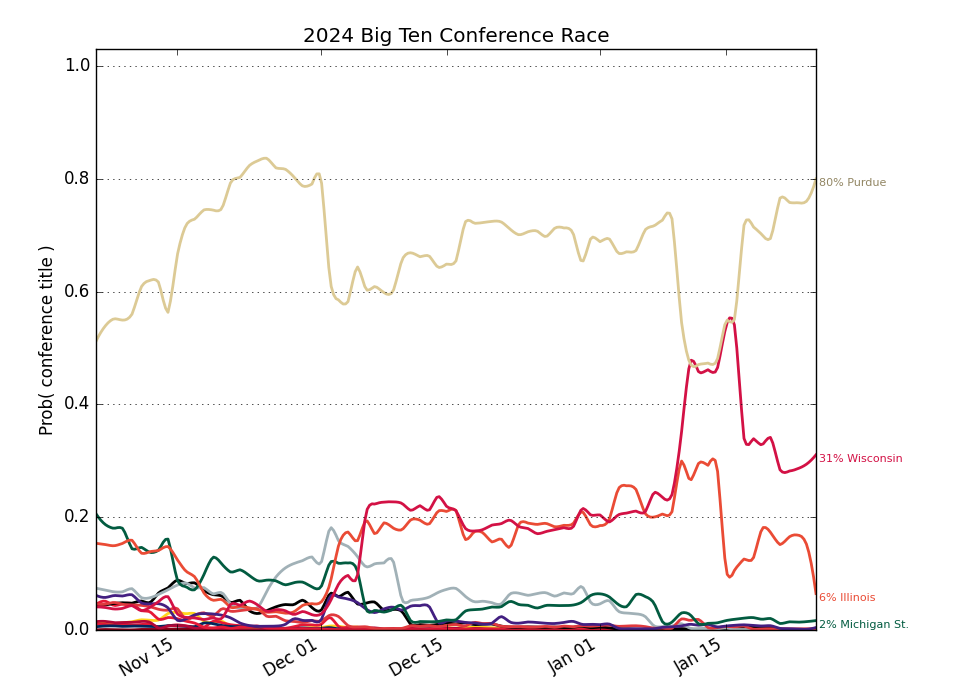 2024 Big Ten Conference Race
1.0
0.8
0.6
0.4
0.2
0.0
Prob( conference title )
80% Purdue
31% Wisconsin
6% Illinois
2% Michigan St.
Nov 15
Dec 01
Dec 15
Jan 01
Jan 15